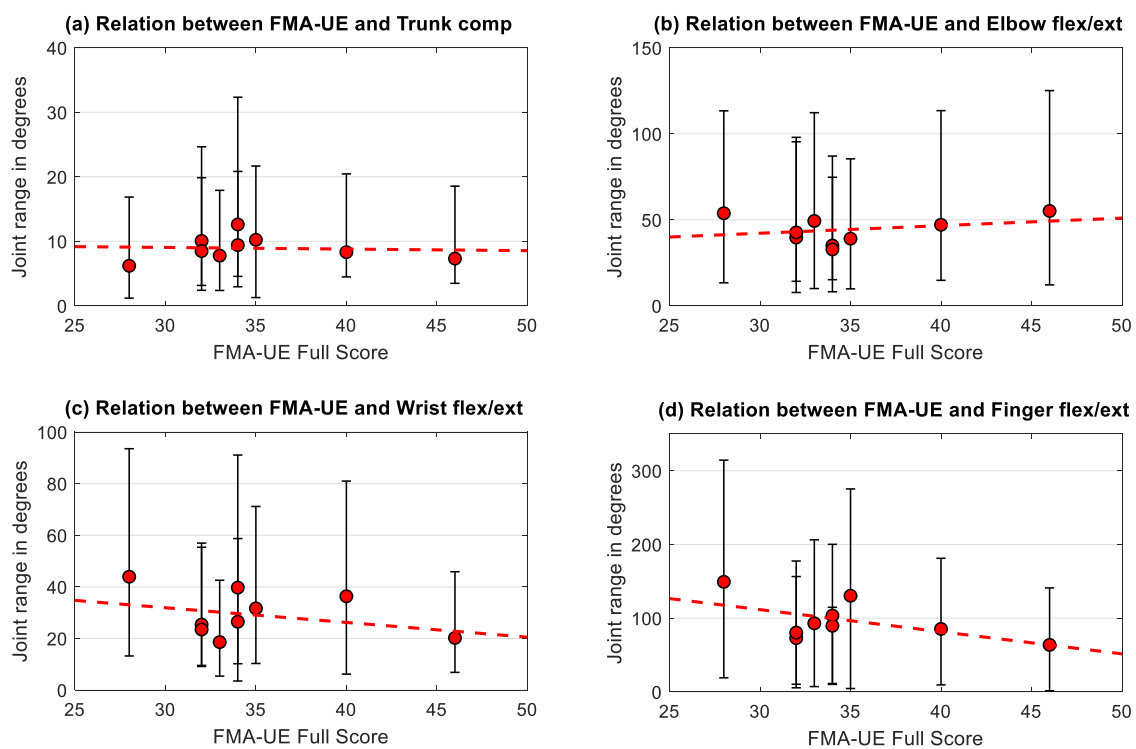 (a) Relation between FMA-UE and Trunk comp
40
30
20
10
0
Joint range in degrees
25 30 35 40 45 50
FMA-UE Full Score
(b) Relation between FMA-UE and Elbow flex/ext
150
100
50
0
Joint range in degrees
25 30 35 40 45 50
FMA-UE Full Score
(c) Relation between FMA-UE and Wrist flex/ext
100
80
60
40
20
0
Joint range in degrees
25 30 35 40 45 50
FMA-UE Full Score
(d) Relation between FMA-UE and Finger flex/ext
300
200
100
0
Joint range in degrees
25 30 35 40 45 50
FMA-UE Full Score